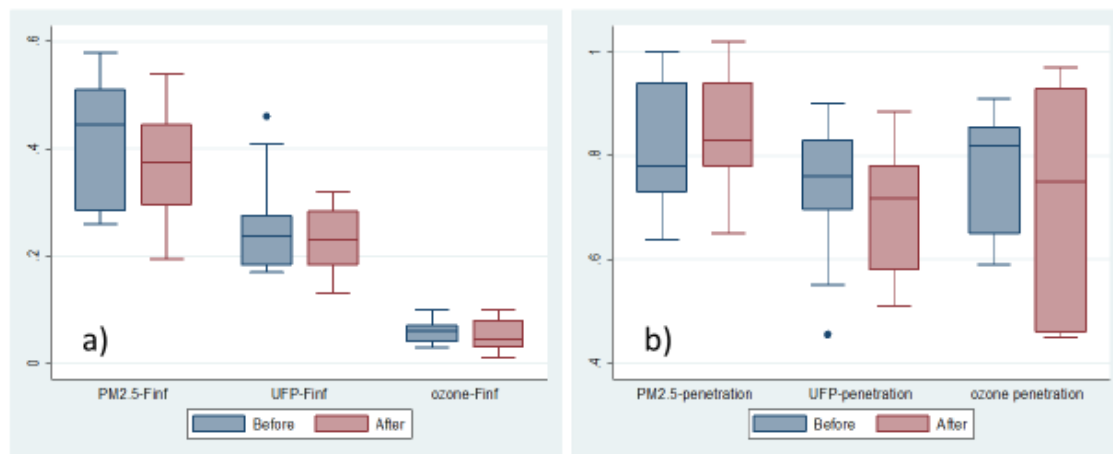 .6
.4
.2
0
a)
PM2.5-Finf UFP-Finf ozone-Finf
Before After
1
.8
.6
.4
b)
PM2.5-penetration UFP-penetration ozone penetration
Before After